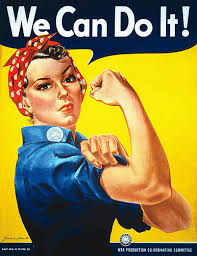 We Can Do It!
WAR PRODUCTION CO-ORDINATING COMMITTEE